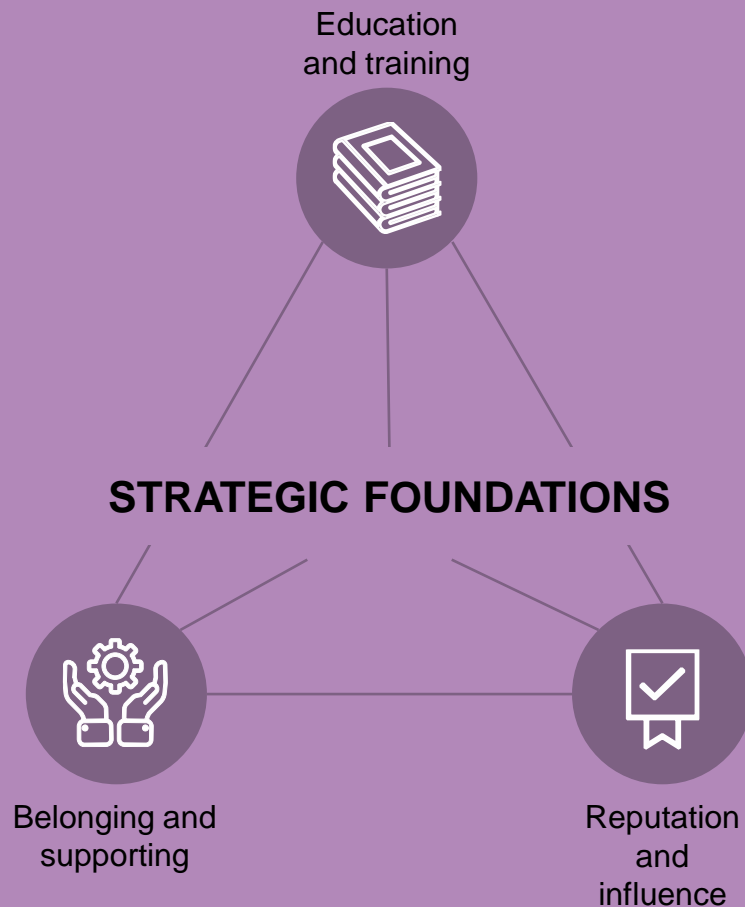 Education
and training
STRATEGIC FOUNDATIONS
Belonging and
supporting
Reputation
and
influence